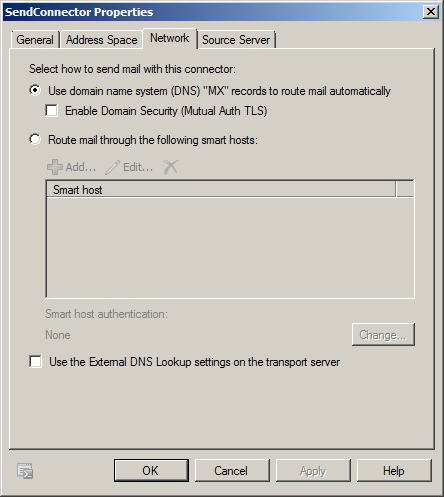 SendConnector Properties
General
Address Space
Network
Source Server
Select how to send mail with this connector:
Use domain name system (DNS) "MX" records to route mail automatically
Enable Domain Security (Mutual Auth TLS)
Route mail through the following smart hosts:
Add... Edit...
Smart host
Smart host authentication:
None
Change...
Use the External DNS Lookup settings on the transport server
OK
Cancel
Apply
Help